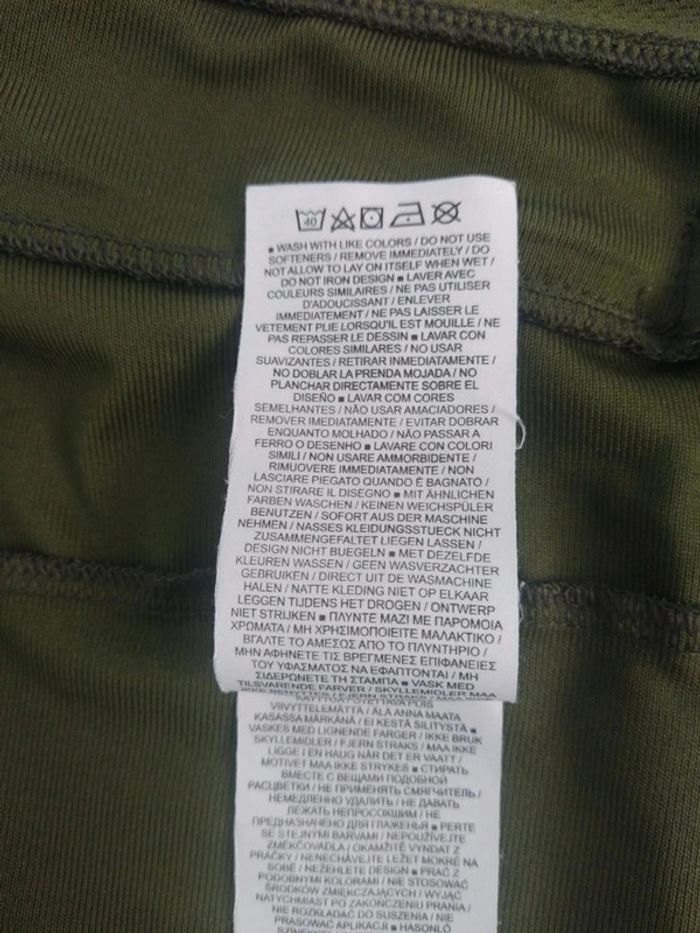 40
■ WASH WITH LIKE COLORS / DO NOT USE
SOFTENERS / REMOVE IMMEDIATELY / DO
NOT ALLOW TO LAY ON ITSELF WHEN WET /
DO NOT IRON DESIGN ■ LAVER AVEC
COULEURS SIMILAIRES / NE PAS UTILISER
D'ADOUCISSANT / ENLEVER
IMMEDIATEMENT / NE PAS LAISSER LE
VETEMENT PLIE LORSQU'IL EST MOUILLE / NE
PAS REPASSER LE DESSIN ■ LAVAR CON
COLORES SIMILARES / NO USAR
SUAVIZANTES / RETIRAR INMEDIATAMENTE /
NO DOBLAR LA PRENDA MOJADA / NO
PLANCHAR DIRECTAMENTE SOBRE EL
DISEÑO ■ LAVAR COM CORES
SEMELHANTES / NÃO USAR AMACIADORES /
REMOVER IMEDIATAMENTE / EVITAR DOBRAR
ENQUANTO MOLHADO / NÃO PASSAR A
FERRO O DESENHO ■ LAVARE CON COLORI
SIMILI / NON USARE AMMORBIDENTE /
RIMUOVERE IMMEDIATAMENTE / NON
LASCIARE PIEGATO QUANDO È BAGNATO /
NON STIRARE IL DISEGNO ■ MIT ÄHNLICHEN
FARBEN WASCHEN / KEINEN WEICHSPÜLER
BENUTZEN / SOFORT AUS DER MASCHINE
NEHMEN / NASSES KLEIDUNGSSTUECK NICHT
ZUSAMMENGEFALTET LIEGEN LASSEN /
DESIGN NICHT BUEGELN ■ MET DEZELFDE
KLEUREN WASSEN / GEEN WASVERZACHTER
GEBRUIKEN / DIRECT UIT DE WASMACHINE
HALEN / NATTE KLEDING NIET OP ELKAAR
LEGGEN TIJDENS HET DROGEN / ONTWERP
NIET STRIJKEN ■ ΠΛΥΝΤΕ ΜΑΖΙ ΜΕ ΠΑΡΟΜΟΙΑ
ΧΡΩΜΑΤΑ / ΜΗ ΧΡΗΣΙΜΟΠΟΙΕΙΤΕ ΜΑΛΑΚΤΙΚΟ /
ΒΓΑΛΤΕ ΤΟ ΑΜΕΣΩΣ ΑΠΟ ΤΟ ΠΛΥΝΤΗΡΙΟ /
ΜΗΝ ΑΦΗΝΕΤΕ ΤΙΣ ΒΡΕΓΜΕΝΕΣ ΕΠΙΦΑΝΕΙΕΣ
ΤΟΥ ΥΦΑΣΜΑΤΟΣ ΝΑ ΕΦΑΠΤΟΝΤΑΙ / ΜΗ
ΣΙΔΕΡΩΝΕΤΕ ΤΗ ΣΤΑΜΠΑ ■ VASK MED
TILSVARENDE FARVER / SKYLLEMIDLER MAA
VIIVYTTELEMÄTTÄ / ÄLÄ ANNA MAATA
KASASSA MÄRKÄNÄ / EI KESTÄ SILITYSTÄ ■
VASKES MED LIGNENDE FARGER / IKKE BRUK
SKYLLEMIDLER / FJERN STRAKS / MAA IKKE
LIGGE I EN HAUG NÅR DET ER VAATT /
MOTIVET MAA IKKE STRYKES ■ СТИРАТЬ
ВМЕСТЕ С ВЕЩАМИ ПОДОБНОЙ
РАСЦВЕТКИ / НЕ ПРИМЕНЯТЬ СМЯГЧИТЕЛЬ /
НЕМЕДЛЕННО УДАЛИТЬ / НЕ ДАВАТЬ
ЛЕЖАТЬ НЕПРОСОХШИМ / НЕ
ПРЕДНАЗНАЧЕНО ДЛЯ ГЛАЖЕНЬЯ ■ PERTE
SE STEJNÝMI BARVAMI / NEPOUŽÍVEJTE
ZMĚKČOVADLA / OKAMŽITĚ VYNDAT Z
PRAČKY / NENECHÁVEJTE LEŽET MOKRÉ NA
SOBĚ / NEŽEHLETE DESIGN ■ PRAĆ Z
PODOBNYMI KOLORAMI / NIE STOSOWAĆ
ŚRODKÓW ZMIĘKCZAJĄCYCH / WYJĄĆ
NATYCHMIAST PO ZAKOŃCZENIU PRANIA /
NIE ROZKŁADAĆ DO SUSZENIA / NIE
PRASOWAĆ APLIKACJI ■ HASONLÓ